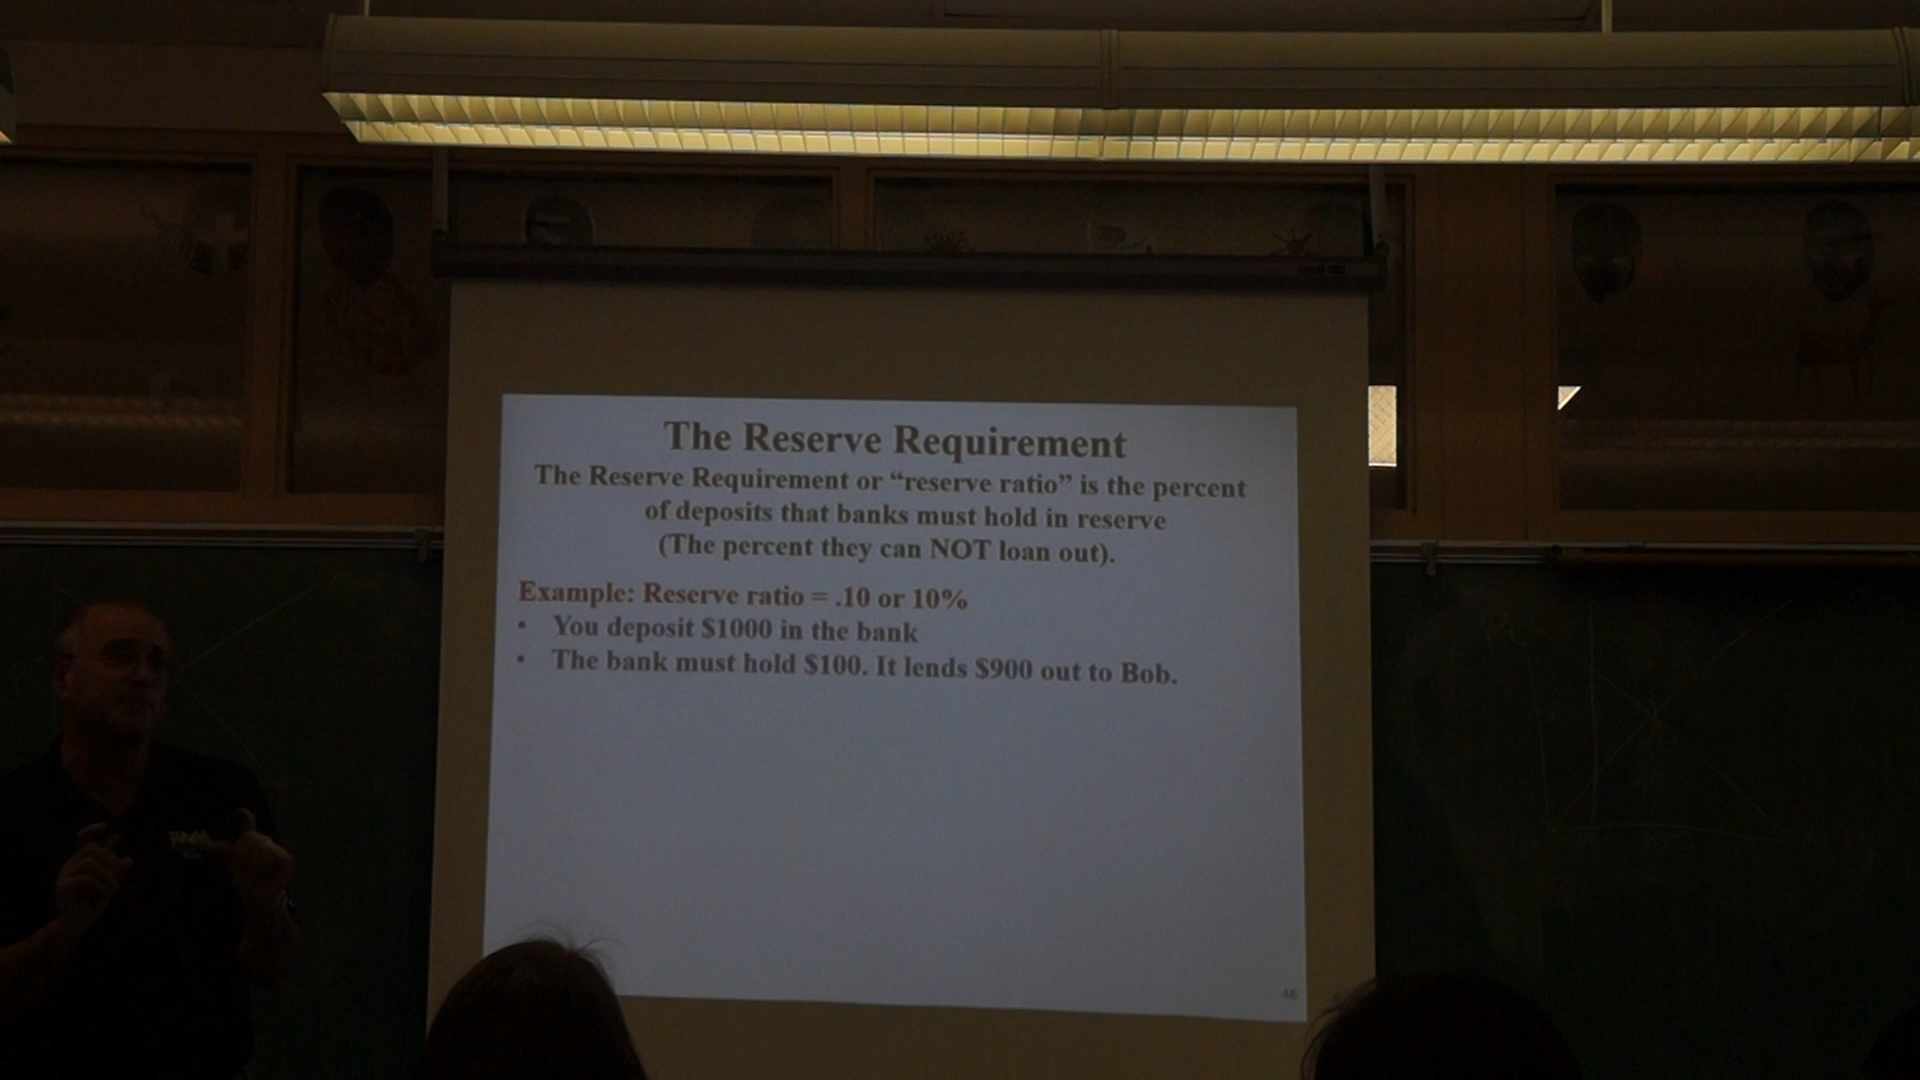 The Reserve Requirement
The Reserve Requirement or “reserve ratio” is the percent
of deposits that banks must hold in reserve
(The percent they can NOT loan out).
Example: Reserve ratio = .10 or 10%
• You deposit $1000 in the bank
• The bank must hold $100. It lends $900 out to Bob.
46